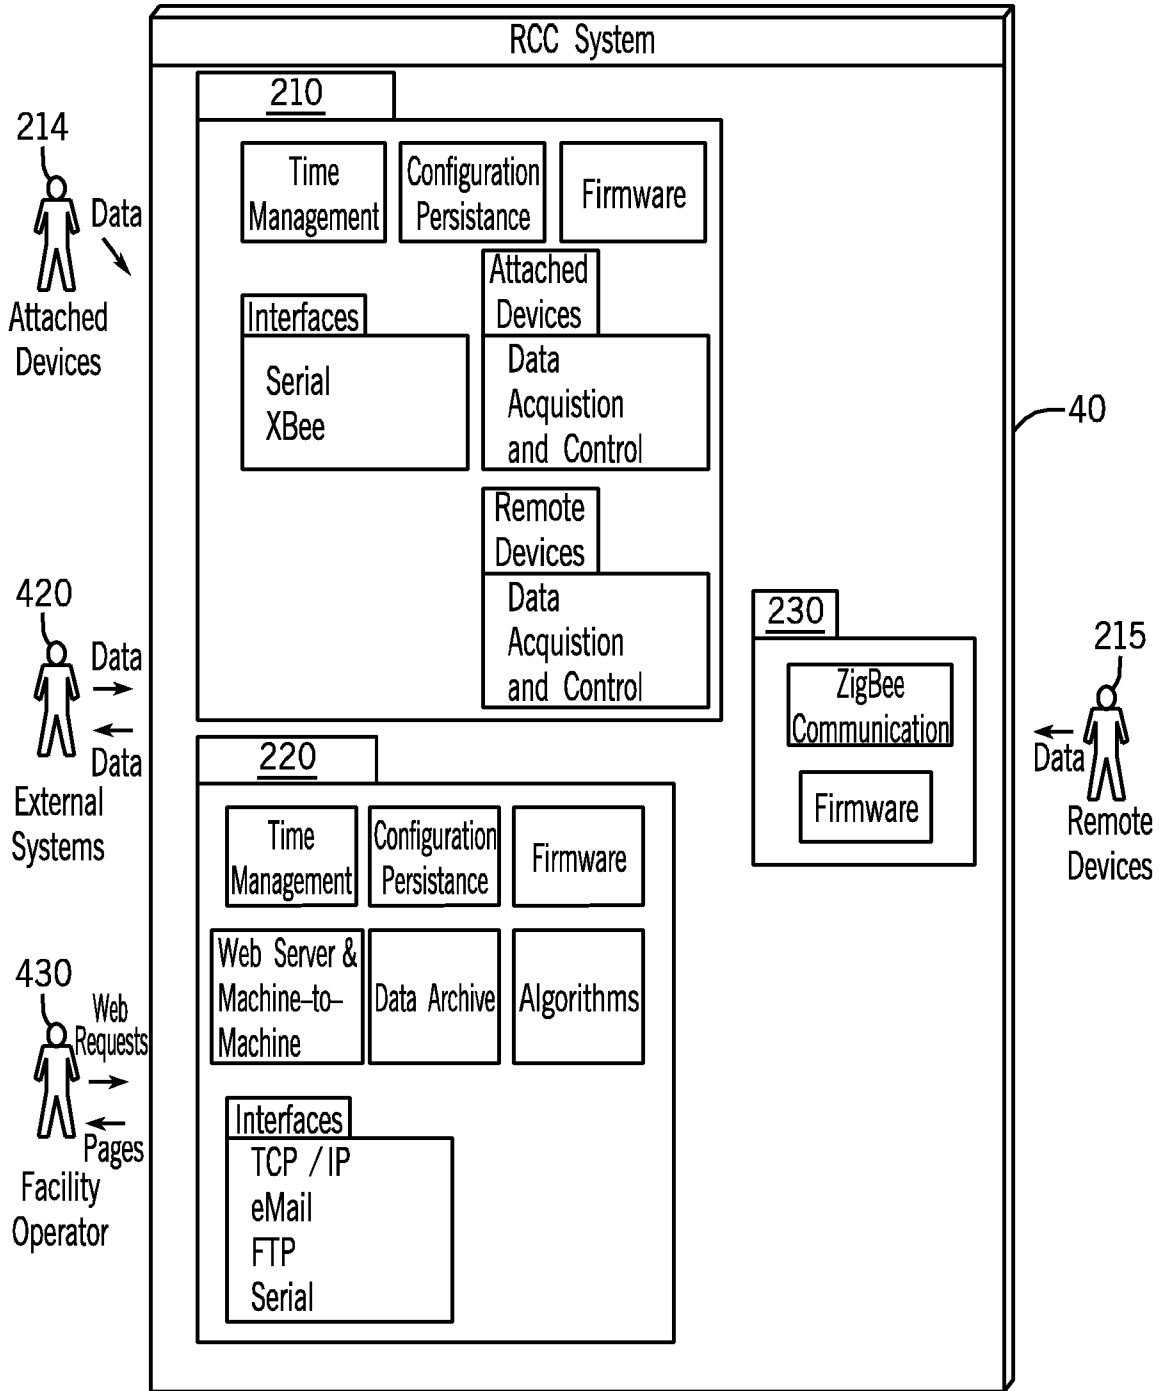 RCC System
210
214
Time
Management
Configuration
Persistance
Firmware
Data
Attached
Devices
Attached
Devices
Interfaces
Serial
XBee
Data
Acquistion
and Control
40
Remote
Devices
Data
Acquistion
and Control
420
Data
Data
External
Systems
230
ZigBee
Communication
Firmware
215
Data
Remote
Devices
220
Time
Management
Configuration
Persistance
Firmware
Web Server &
Machine–to–
Machine
Data Archive
Algorithms
430
Web
Requests
Pages
Facility
Operator
Interfaces
TCP / IP
eMail
FTP
Serial